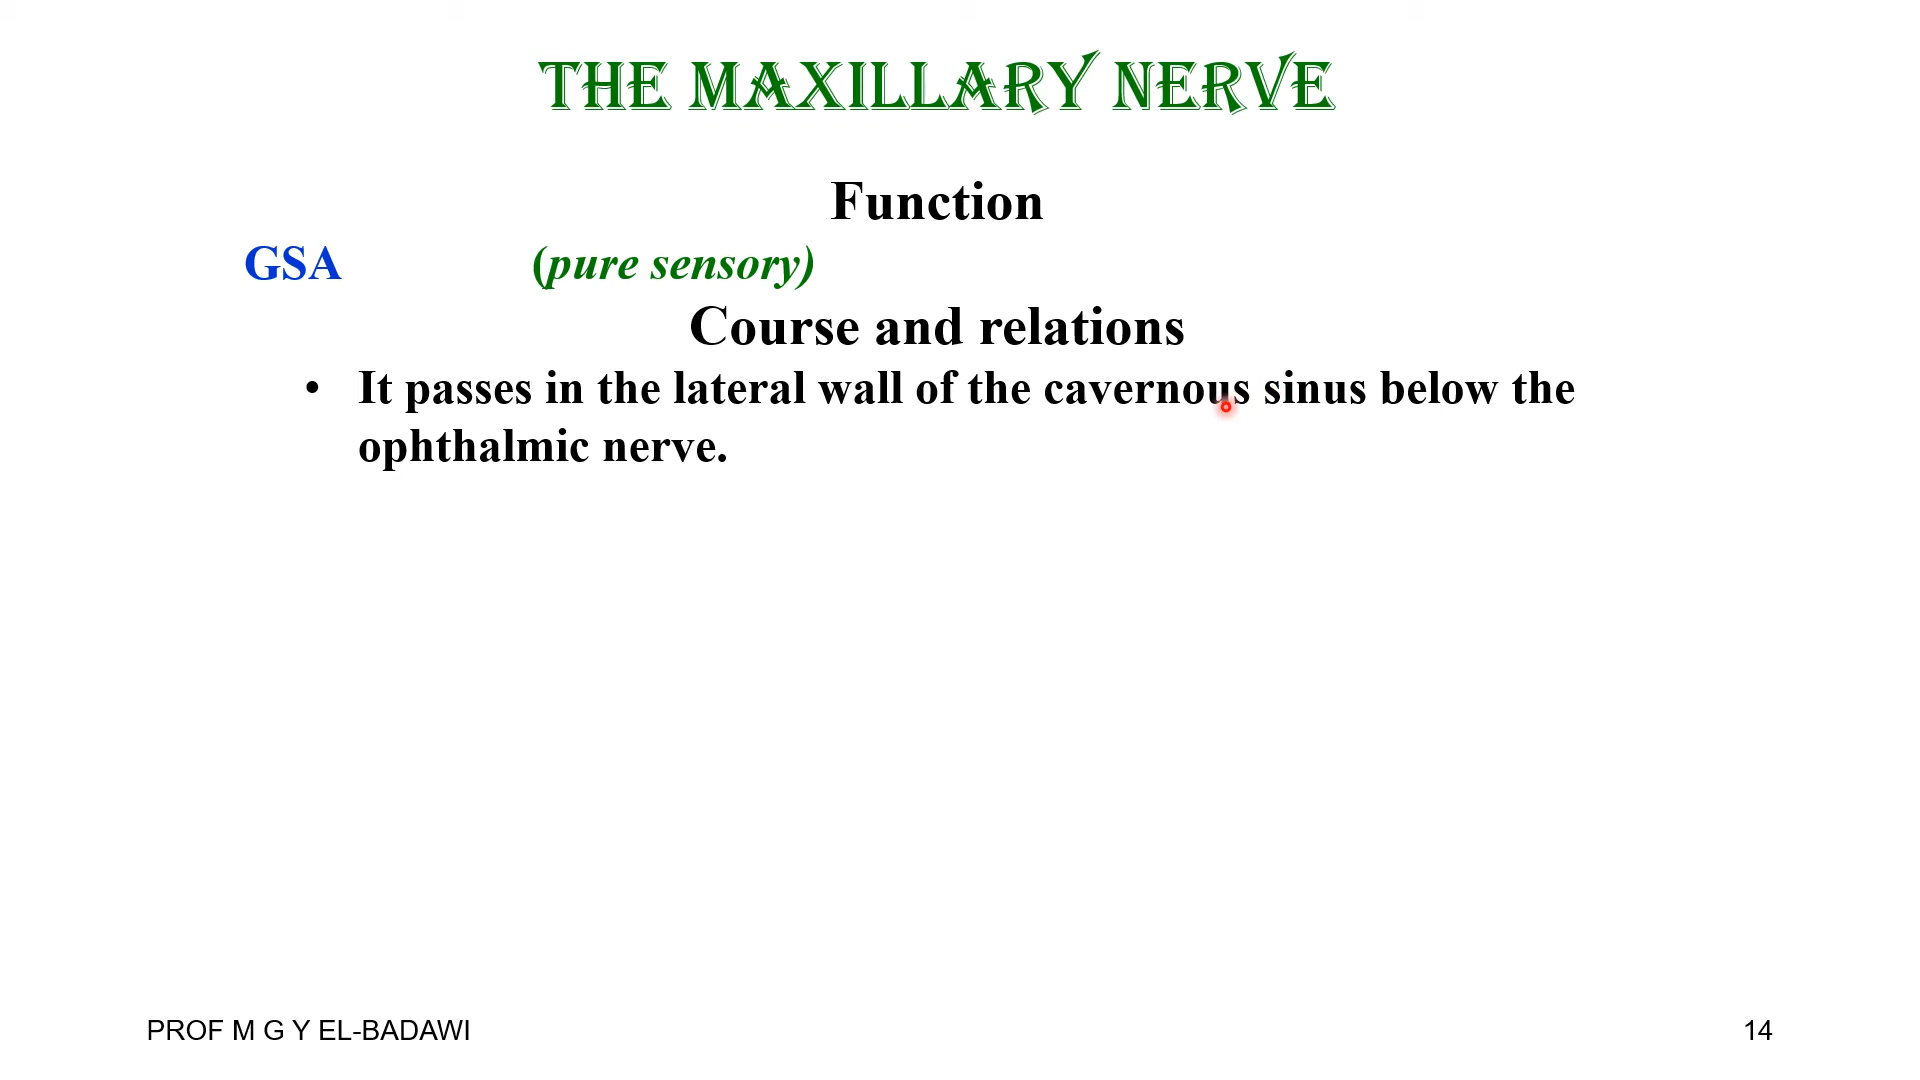 THE MAXILLARY NERVE
Function
GSA (pure sensory)
Course and relations
• It passes in the lateral wall of the cavernous sinus below the
ophthalmic nerve.
PROF M G Y EL-BADAWI 14